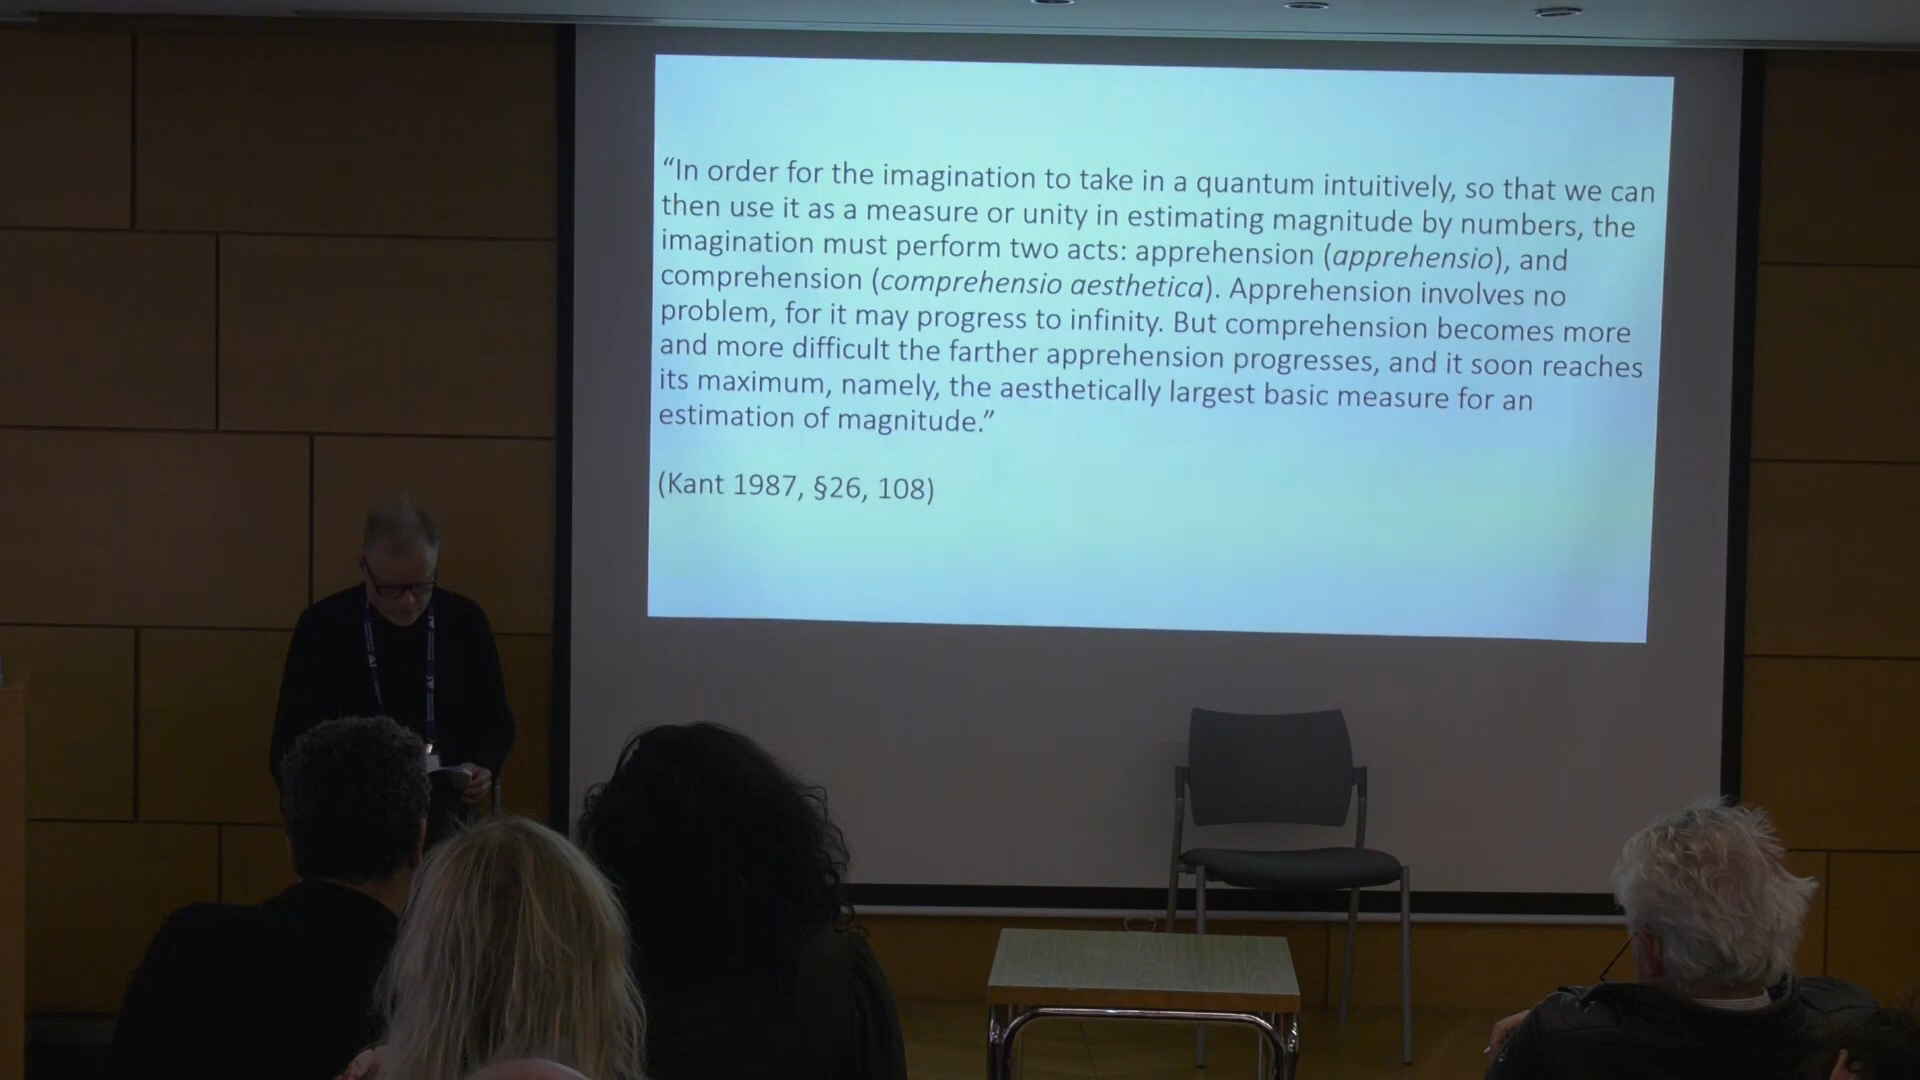 “In order for the imagination to take in a quantum intuitively, so that we can
then use it as a measure or unity in estimating magnitude by numbers, the
imagination must perform two acts: apprehension (apprehensio), and
comprehension (comprehensio aesthetica). Apprehension involves no
problem, for it may progress to infinity. But comprehension becomes more
and more difficult the farther apprehension progresses, and it soon reaches
its maximum, namely, the aesthetically largest basic measure for an
estimation of magnitude.”
(Kant 1987, §26, 108)